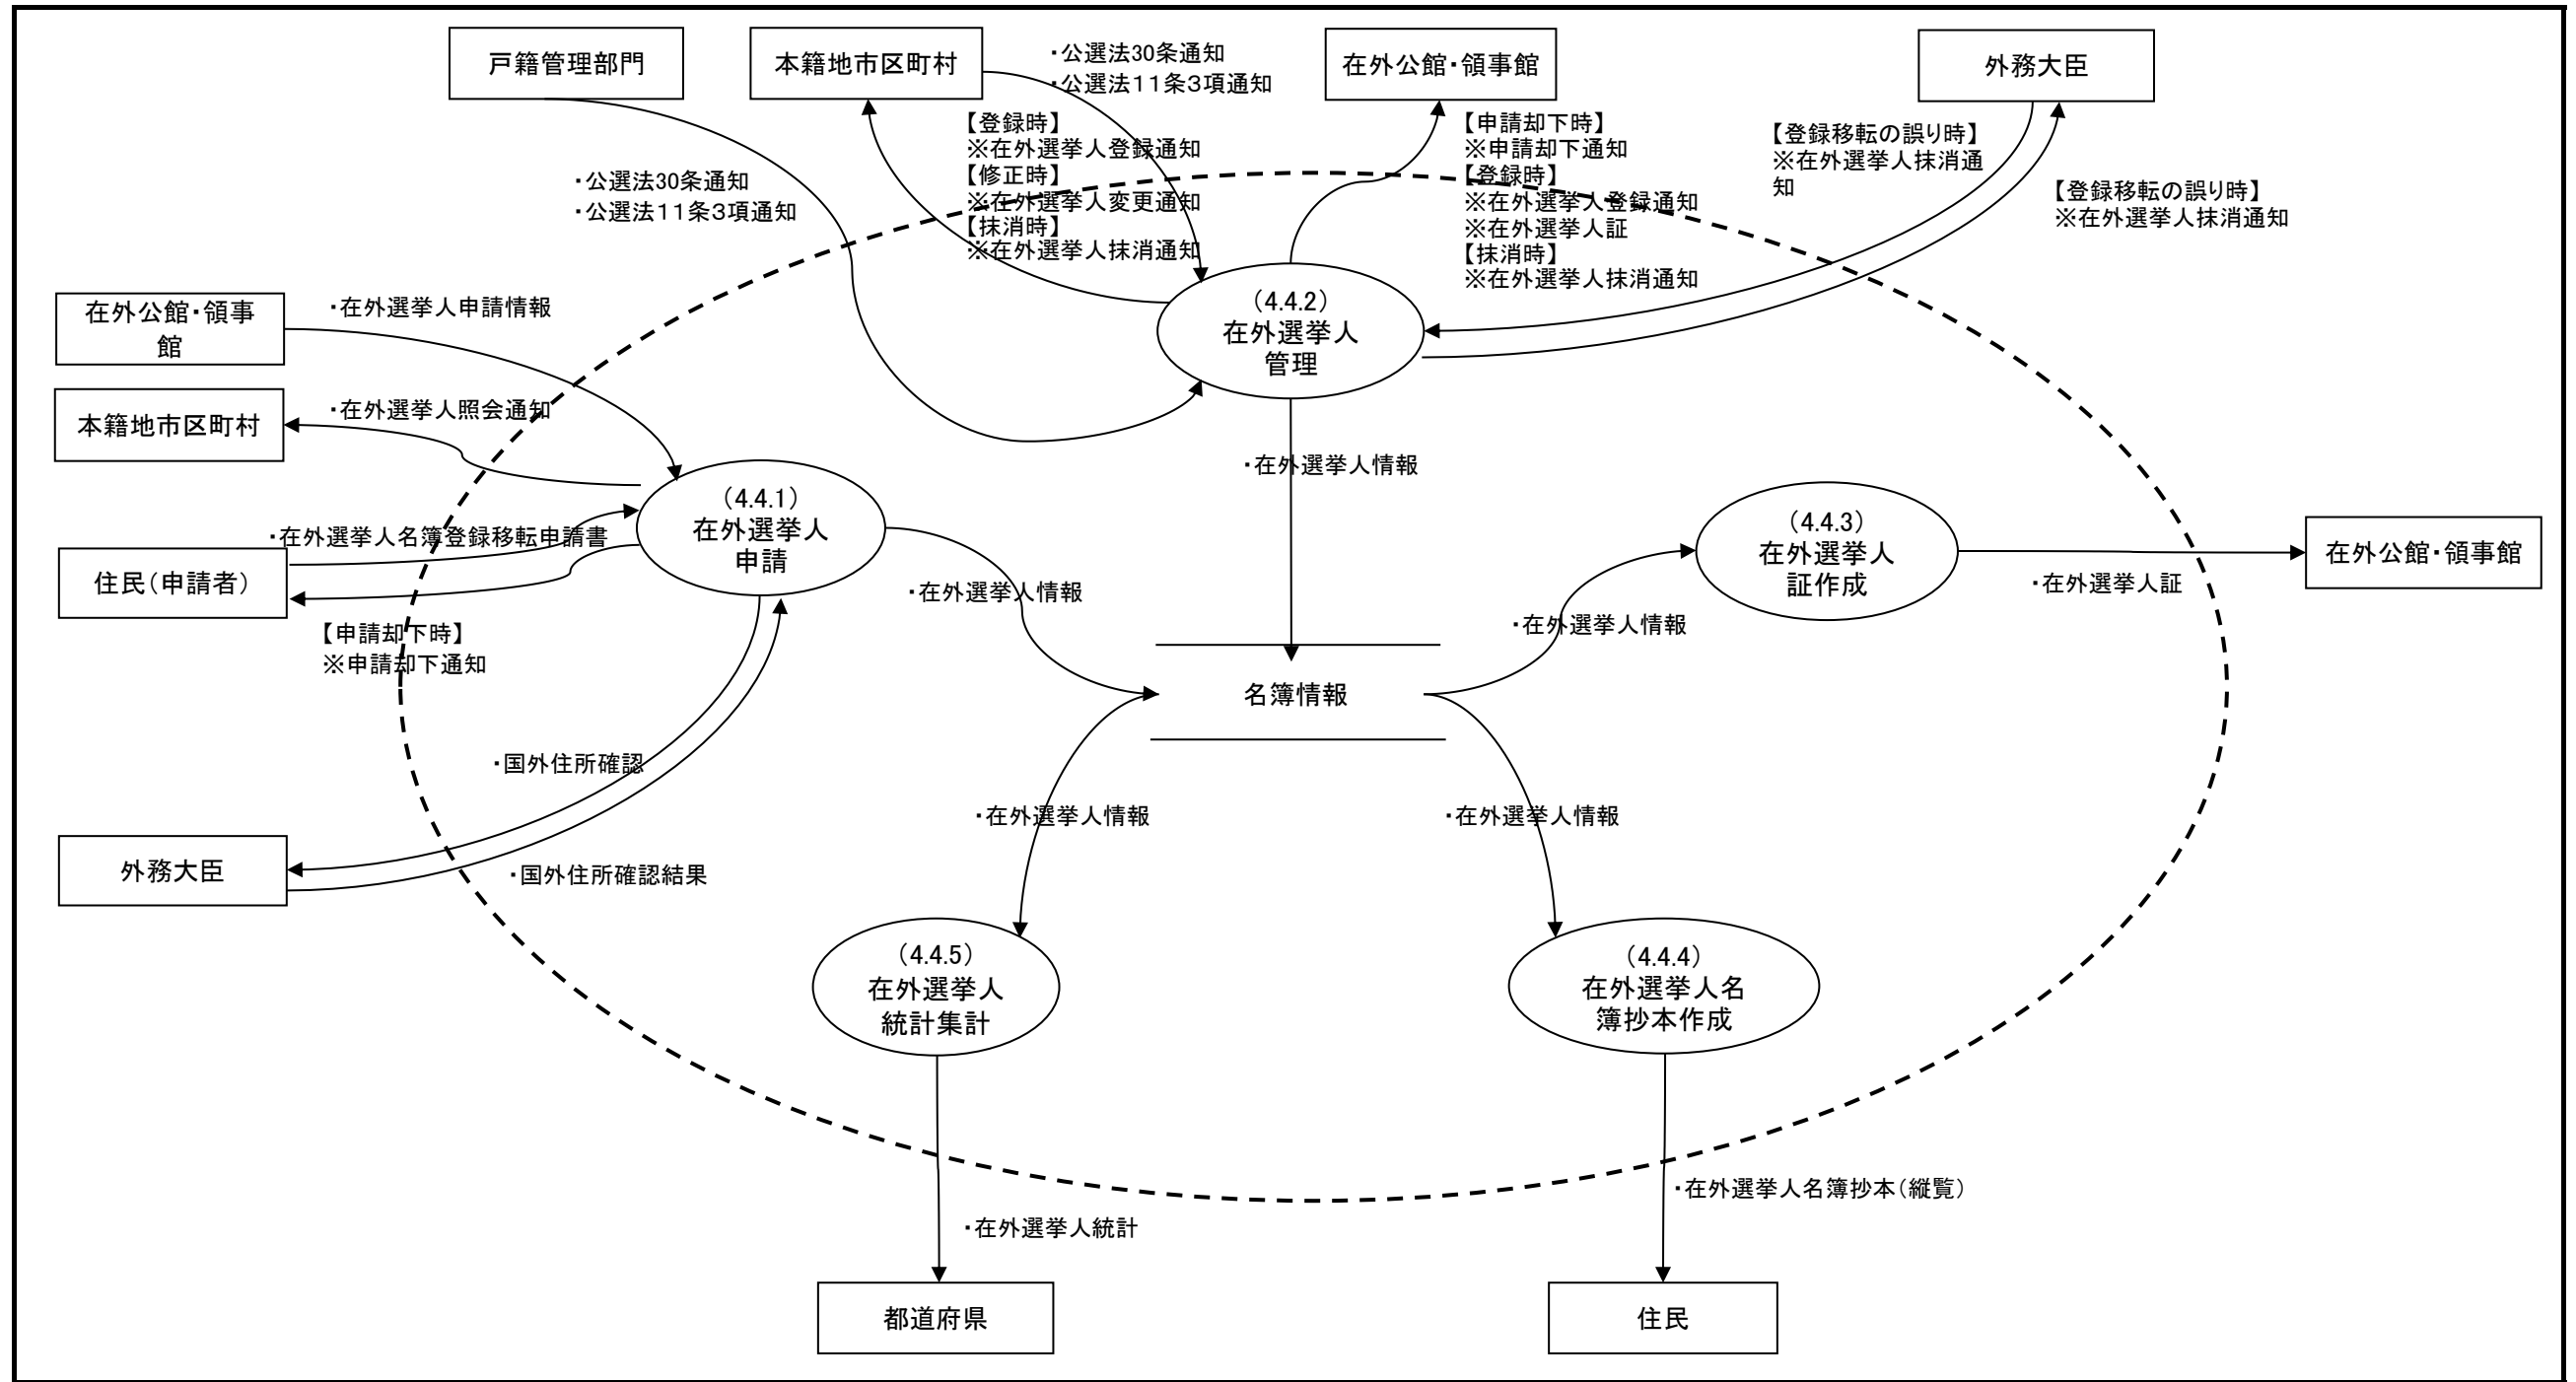 戸籍管理部門
本籍地市区町村
・公選法30条通知
・公選法11条3項通知
在外公館・領事館
外務大臣
【登録時】
※在外選挙人登録通知
【修正時】
※在外選挙人変更通知
【抹消時】
※在外選挙人抹消通知
【申請却下時】
※申請却下通知
【登録時】
※在外選挙人登録通知
※在外選挙人証
【抹消時】
※在外選挙人抹消通知
【登録移転の誤り時】
※在外選挙人抹消通
知
【登録移転の誤り時】
※在外選挙人抹消通知
・公選法30条通知
・公選法11条3項通知
在外公館・領事
館
・在外選挙人申請情報
(4.4.2)
在外選挙人
管理
本籍地市区町村
・在外選挙人照会通知
・在外選挙人情報
(4.4.1)
在外選挙人
申請
(4.4.3)
在外選挙人
証作成
在外公館・領事館
・在外選挙人証
・在外選挙人名簿登録移転申請書
住民(申請者)
・在外選挙人情報
・在外選挙人情報
【申請却下時】
※申請却下通知
名簿情報
・国外住所確認
・在外選挙人情報
・在外選挙人情報
外務大臣
・国外住所確認結果
(4.4.5)
在外選挙人
統計集計
(4.4.4)
在外選挙人名
簿抄本作成
・在外選挙人名簿抄本(縦覧)
・在外選挙人統計
都道府県
住民